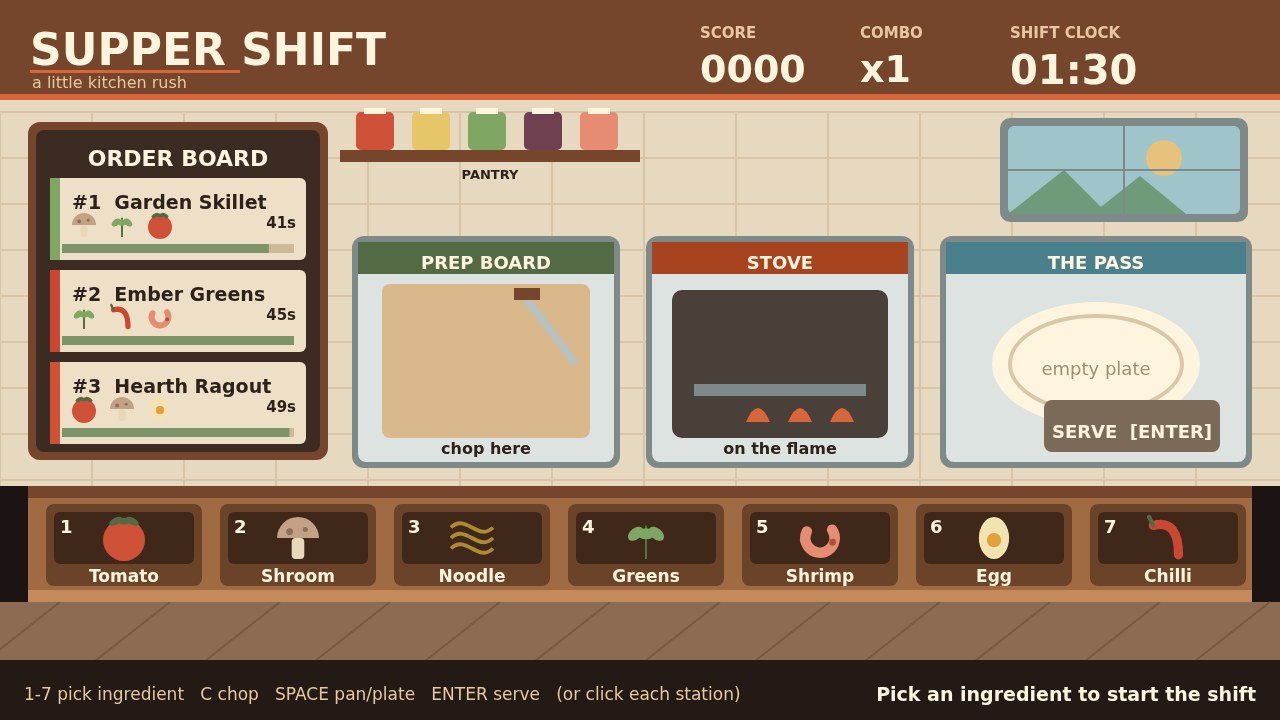 SUPPER SHIFT
a little kitchen rush
SCORE
0000
COMBO
x1
SHIFT CLOCK
01:30
ORDER BOARD
#1 Garden Skillet
41s
#2 Ember Greens
45s
#3 Hearth Ragout
49s
PANTRY
PREP BOARD
chop here
STOVE
on the flame
THE PASS
empty plate
SERVE [ENTER]
1
Tomato
2
Shroom
3
Noodle
4
Greens
5
Shrimp
6
Egg
7
Chilli
1-7 pick ingredient C chop SPACE pan/plate ENTER serve (or click each station)
Pick an ingredient to start the shift